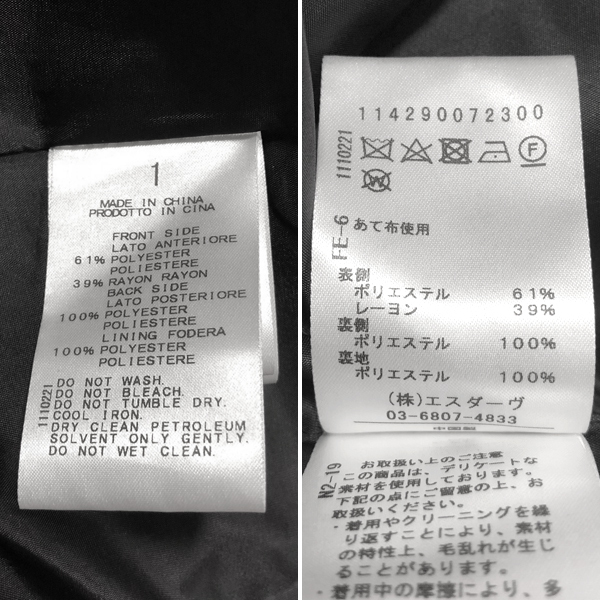 1
MADE IN CHINA
PRODOTTO IN CINA
FRONT SIDE
LATO ANTERIORE
61% POLYESTER
POLIESTERE
39% RAYON RAYON
BACK SIDE
LATO POSTERIORE
100% POLYESTER
POLIESTERE
LINING FODERA
100% POLYESTER
POLIESTERE
1110221
DO NOT WASH.
DO NOT BLEACH.
DO NOT TUMBLE DRY.
COOL IRON.
DRY CLEAN PETROLEUM
SOLVENT ONLY GENTLY.
DO NOT WET CLEAN.
114290072300
1110221
F
W
EE-6
あて布使用
表側
ポリエステル 61%
レーヨン 39%
裏側
ポリエステル 100%
裏地
ポリエステル 100%
(株)エスダーヴ
03-6807-4833
中国製
N2-19
お取扱い上のご注意
この商品は、デリケートな
素材を使用しております。
下記の点にご留意の上、お
取扱いください。
・着用やクリーニングを繰
り返すことにより、素材
の特性上、毛乱れが生じ
ることがあります。
・着用中の摩擦により、多